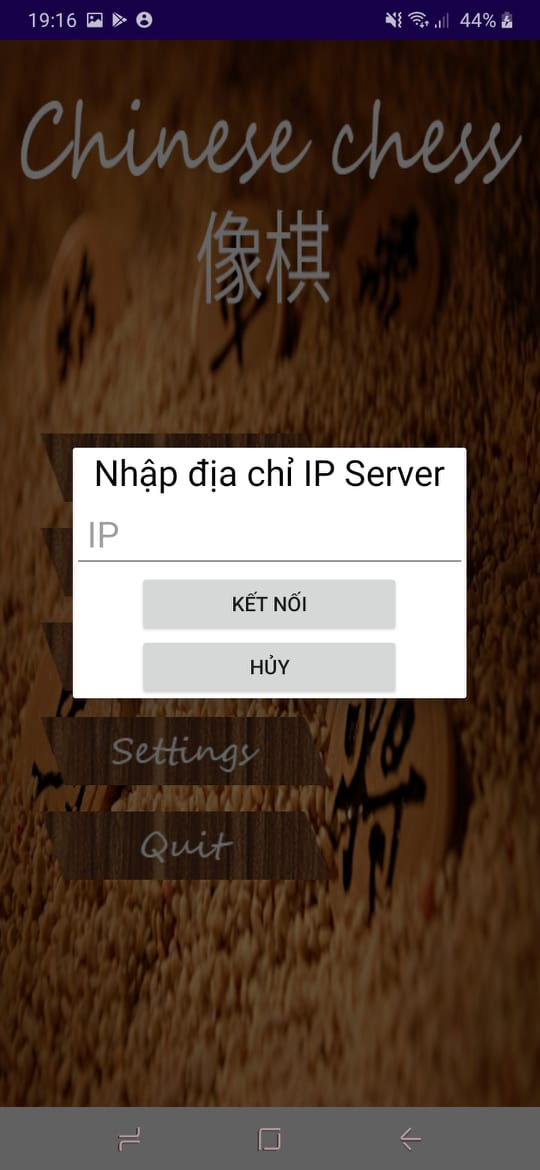 19:16 44%
Chinese chess
像棋
Nhập địa chỉ IP Server
IP
KẾT NỐI
HỦY
Settings
Quit